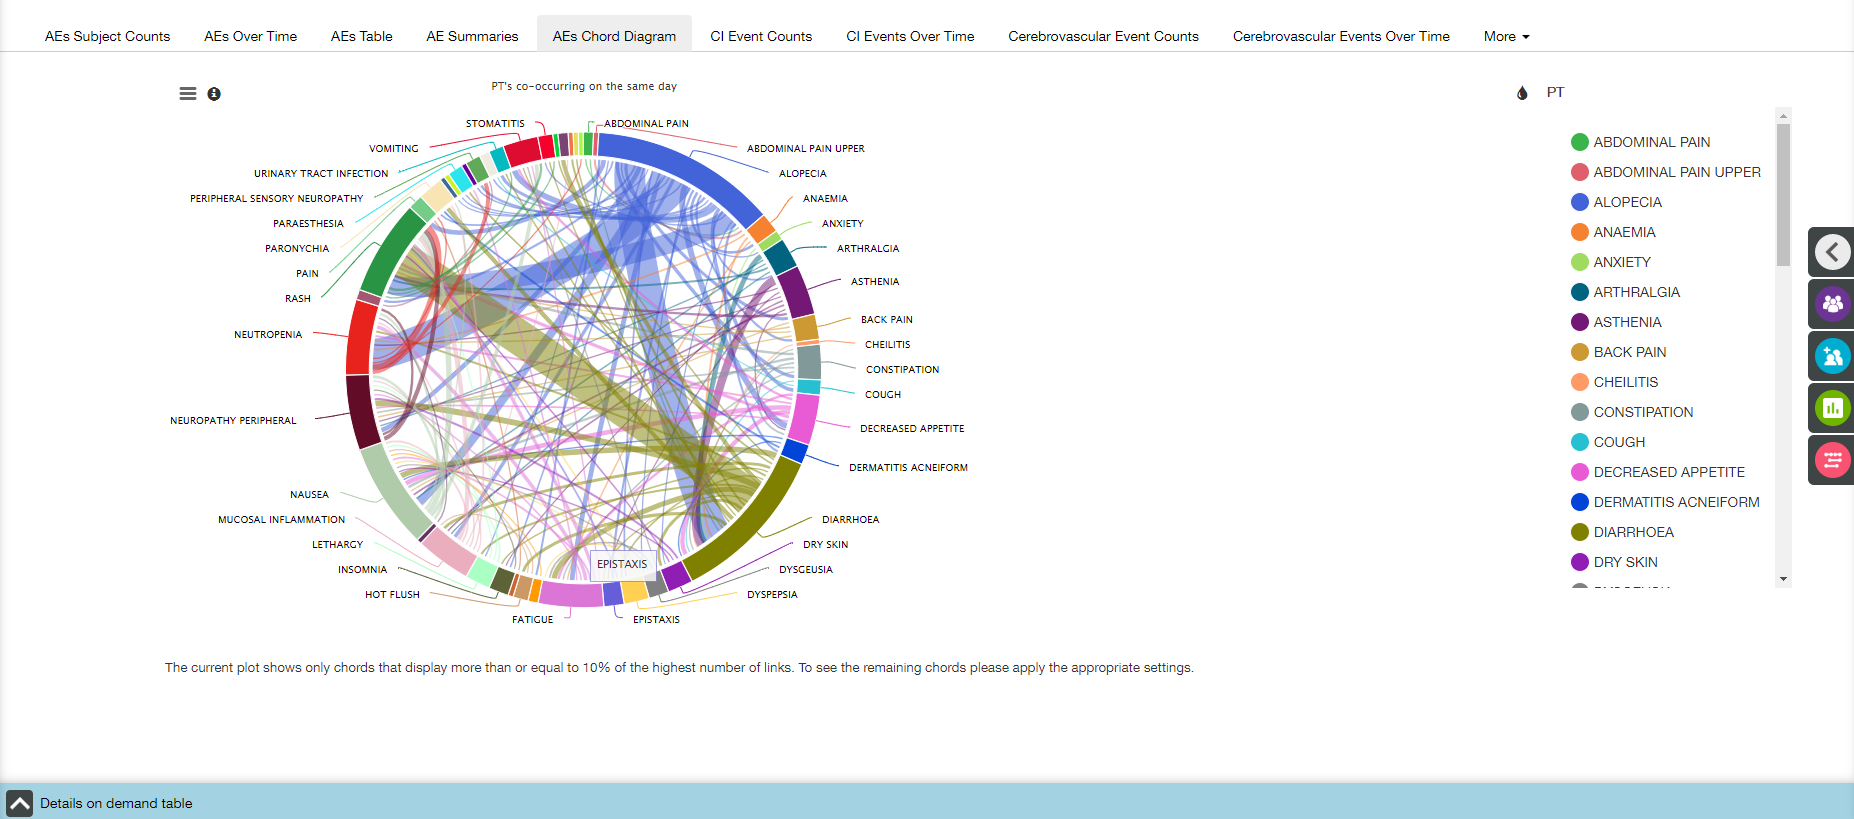 AEs Subject Counts AEs Over Time AEs Table AE Summaries AEs Chord Diagram CI Event Counts CI Events Over Time Cerebrovascular Event Counts Cerebrovascular Events Over Time More
PT's co-occurring on the same day
PT
STOMATITIS
VOMITING
URINARY TRACT INFECTION
PERIPHERAL SENSORY NEUROPATHY
PARAESTHESIA
PARONYCHIA
PAIN
RASH
NEUTROPENIA
NEUROPATHY PERIPHERAL
NAUSEA
MUCOSAL INFLAMMATION
LETHARGY
INSOMNIA
HOT FLUSH
FATIGUE
ABDOMINAL PAIN
ABDOMINAL PAIN UPPER
ALOPECIA
ANAEMIA
ANXIETY
ARTHRALGIA
ASTHENIA
BACK PAIN
CHEILITIS
CONSTIPATION
COUGH
DECREASED APPETITE
DERMATITIS ACNEIFORM
DIARRHOEA
DRY SKIN
DYSGEUSIA
DYSPEPSIA
EPISTAXIS
EPISTAXIS
ABDOMINAL PAIN
ABDOMINAL PAIN UPPER
ALOPECIA
ANAEMIA
ANXIETY
ARTHRALGIA
ASTHENIA
BACK PAIN
CHEILITIS
CONSTIPATION
COUGH
DECREASED APPETITE
DERMATITIS ACNEIFORM
DIARRHOEA
DRY SKIN
The current plot shows only chords that display more than or equal to 10% of the highest number of links. To see the remaining chords please apply the appropriate settings.
Details on demand table